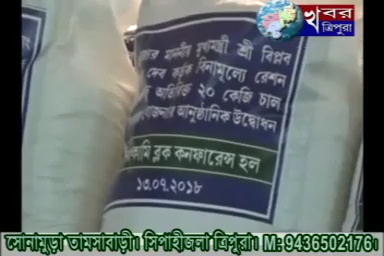 খবর
ত্রিপুরা
মাননীয় মুখ্যমন্ত্রী শ্রী বিপ্লব
দেব কর্তৃক বিনামূল্যে রেশন
অতিরিক্ত ২০ কেজি চাল
আনুষ্ঠানিক উদ্বোধন
ব্লক কনফারেন্স হল
১৩.০৭.২০১৮
সোনামুড়া তামসাবাড়ী। সিপাহীজলা ত্রিপুরা। M: 9436502176।